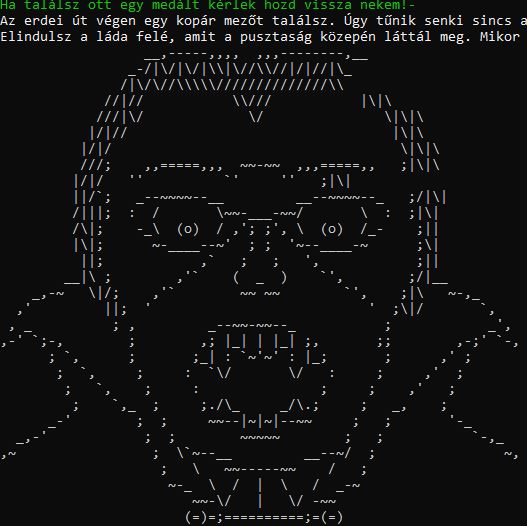 Ha találsz ott egy medált kérlek hozd vissza nekem!-
Az erdei út végen egy kopár mezőt találsz. Úgy tűnik senki sincs a
Elindulsz a láda felé, amit a pusztaság közepén láttál meg. Mikor